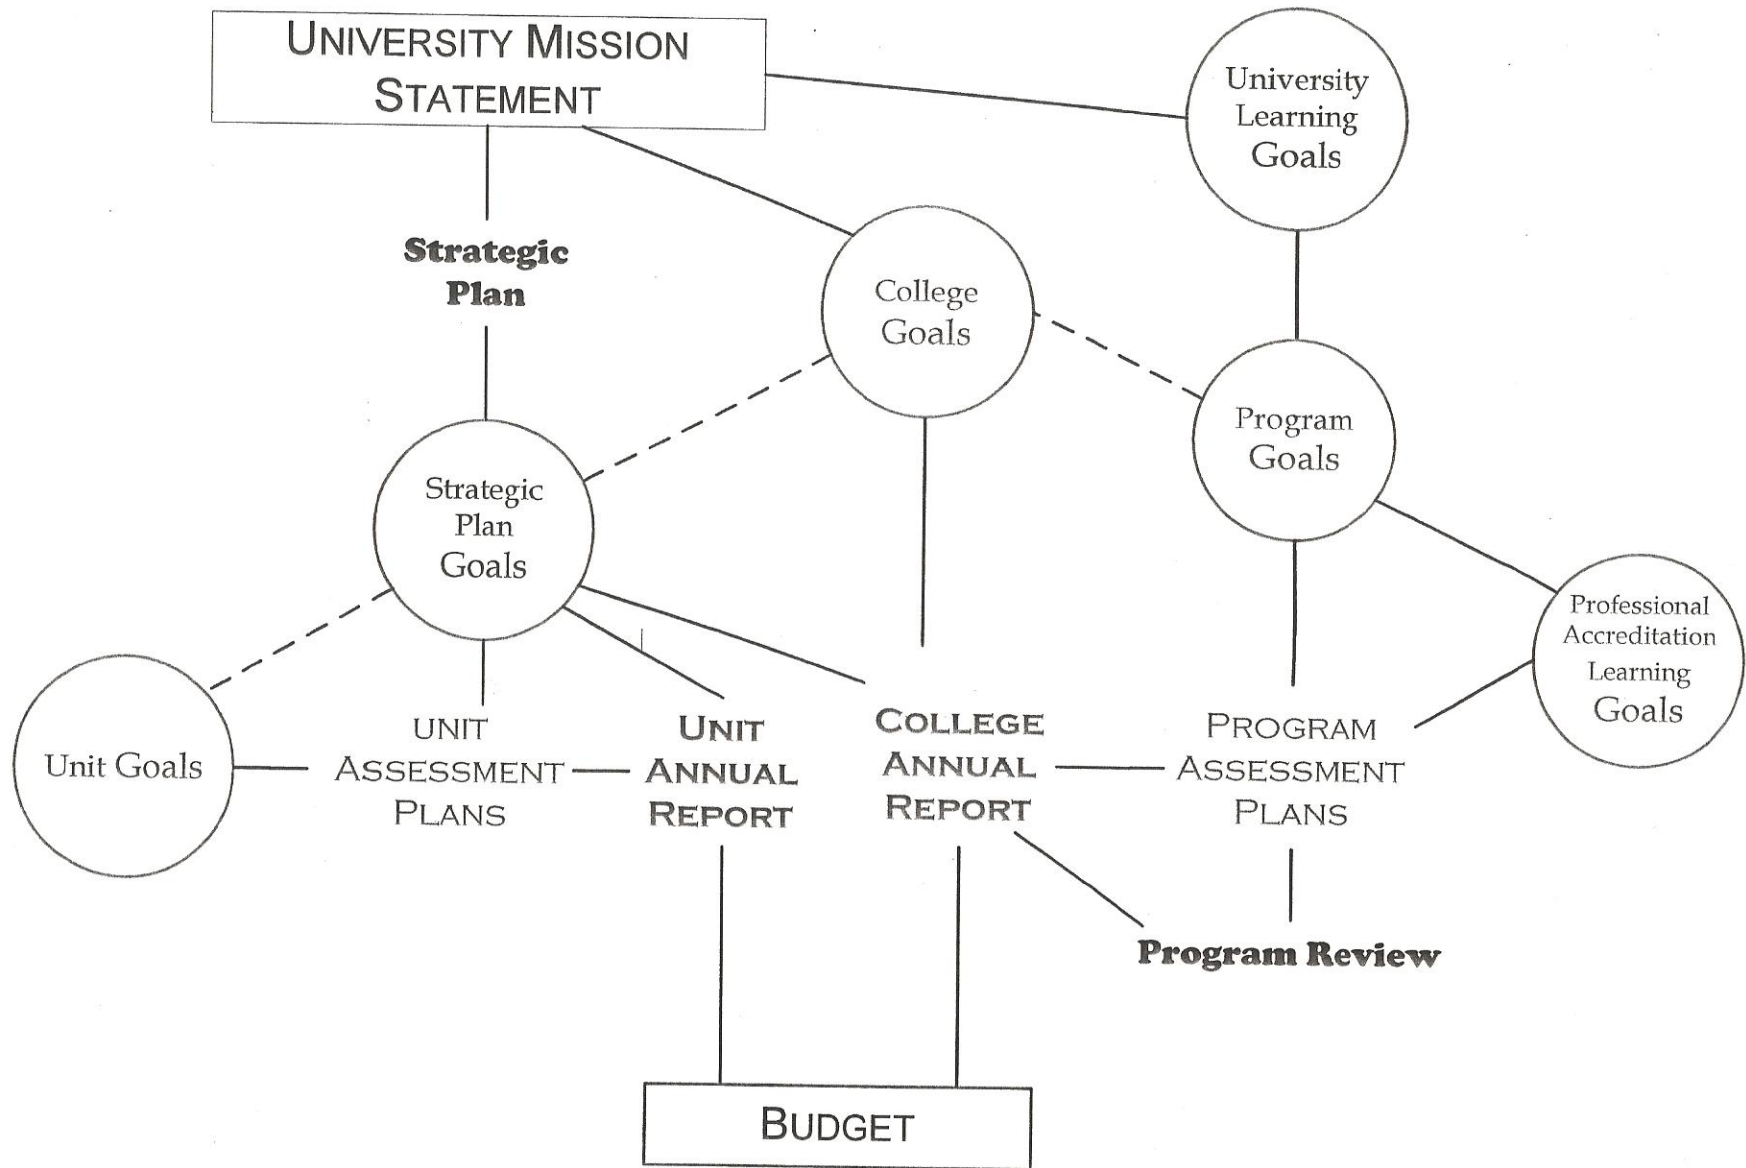 UNIVERSITY MISSION
STATEMENT
University
Learning
Goals
Strategic
Plan
College
Goals
Program
Goals
Strategic
Plan
Goals
Professional
Accreditation
Learning
Goals
Unit Goals
UNIT
ASSESSMENT
PLANS
UNIT
ANNUAL
REPORT
COLLEGE
ANNUAL
REPORT
PROGRAM
ASSESSMENT
PLANS
Program Review
BUDGET